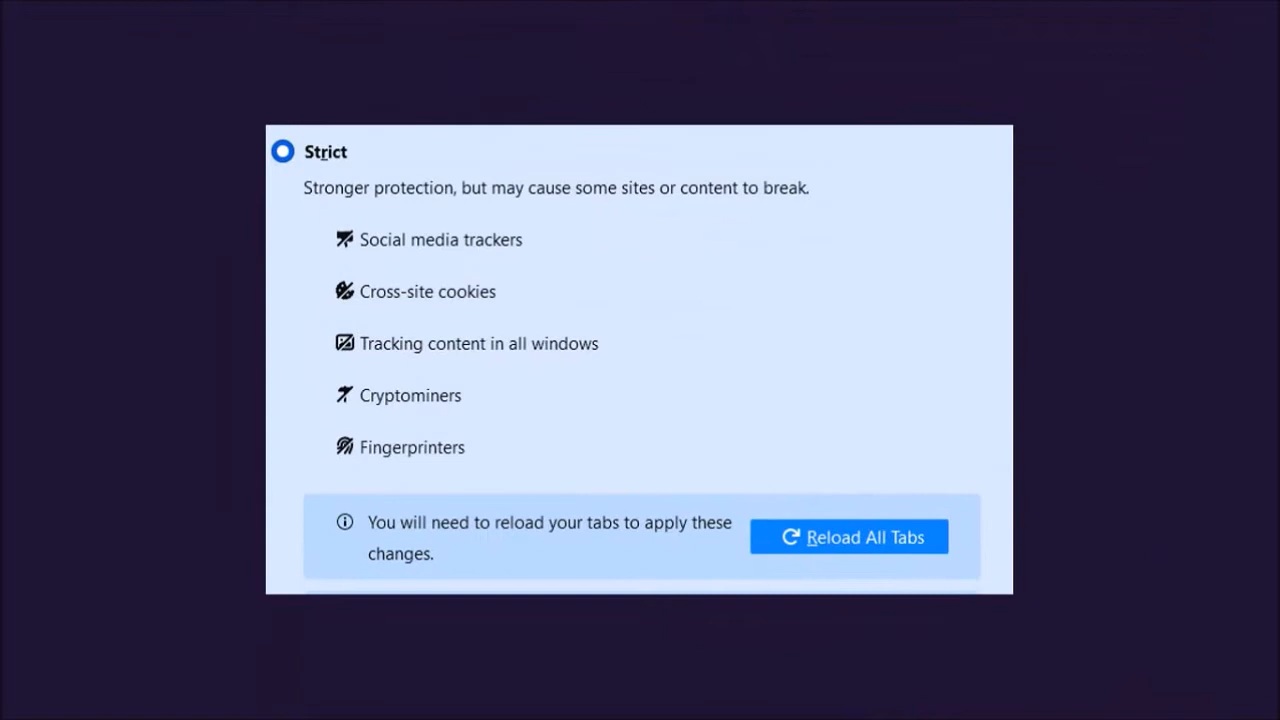 Strict
Stronger protection, but may cause some sites or content to break.
Social media trackers
Cross-site cookies
Tracking content in all windows
Cryptominers
Fingerprinters
You will need to reload your tabs to apply these
changes.
Reload All Tabs